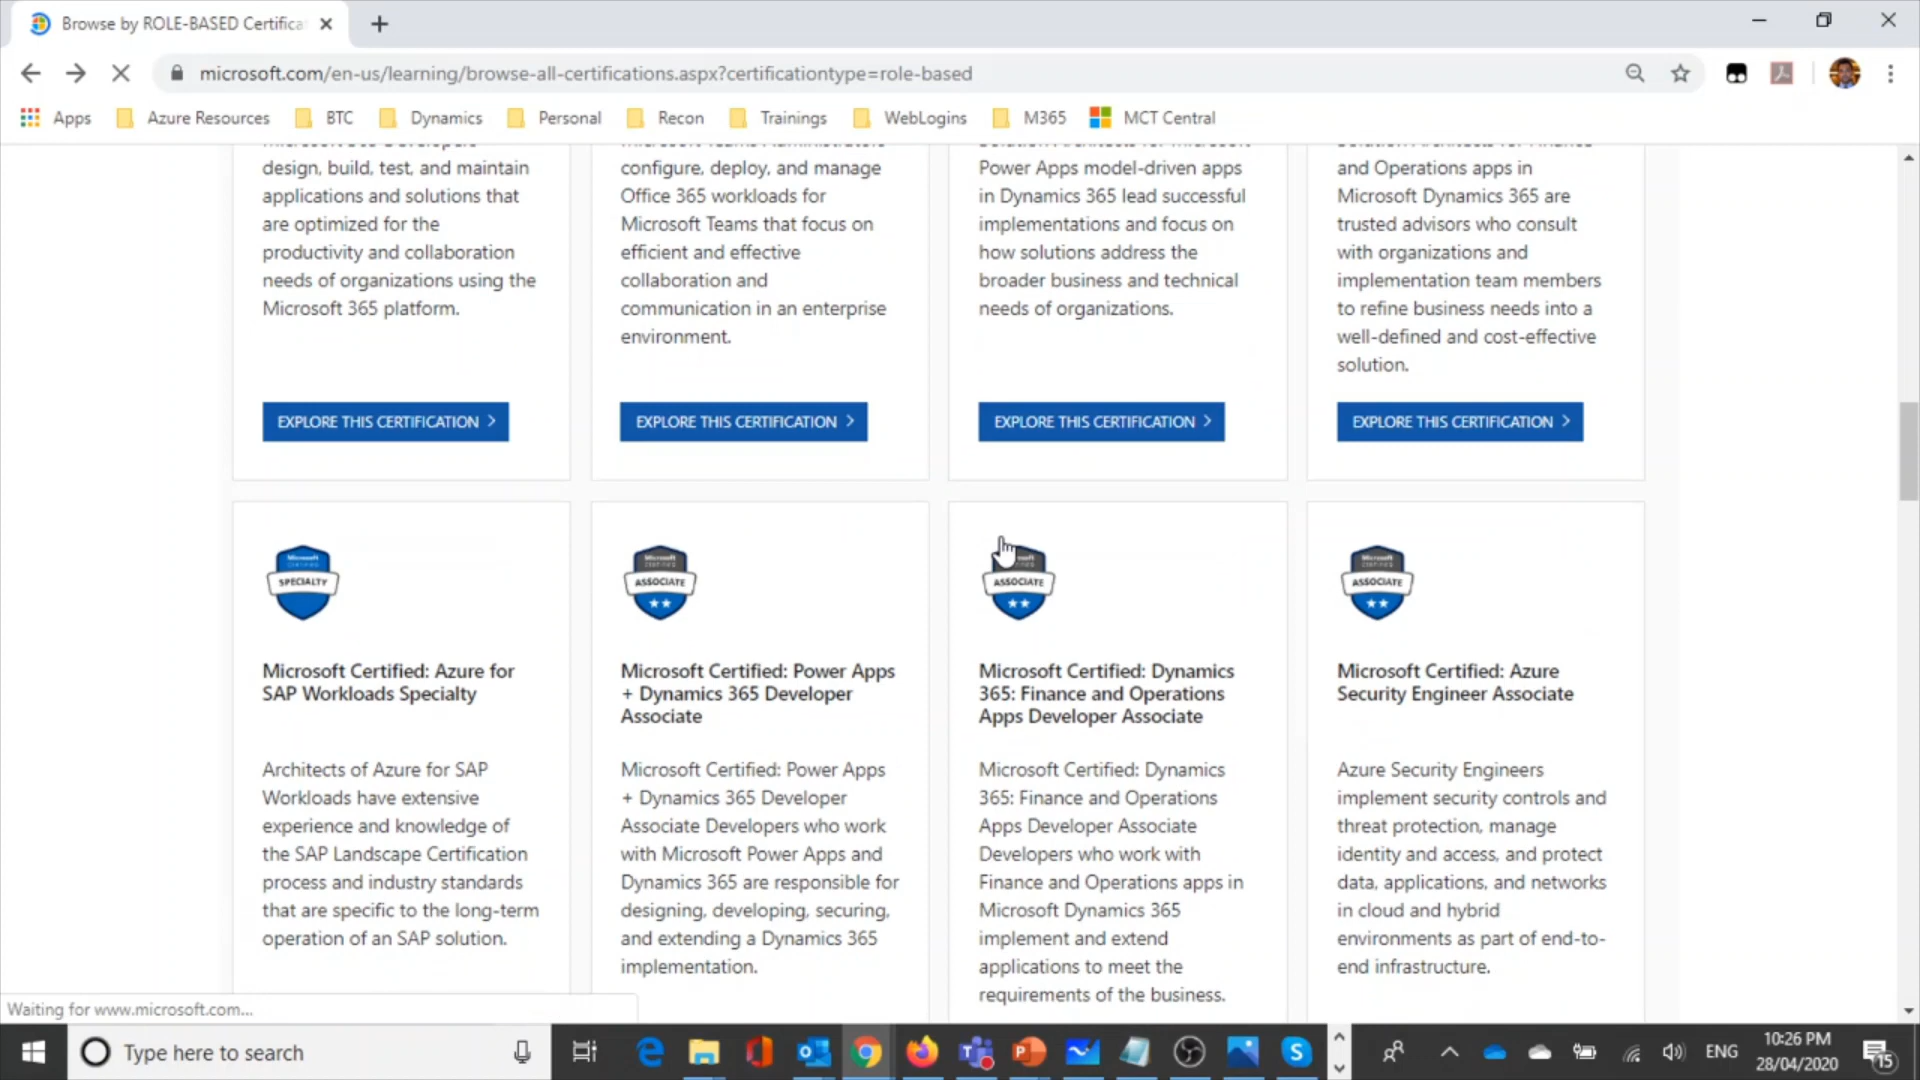 Browse by ROLE-BASED Certifica
microsoft.com/en-us/learning/browse-all-certifications.aspx?certificationtype=role-based
Apps
Azure Resources
BTC
Dynamics
Personal
Recon
Trainings
WebLogins
M365
MCT Central
design, build, test, and maintain
applications and solutions that
are optimized for the
productivity and collaboration
needs of organizations using the
Microsoft 365 platform.
EXPLORE THIS CERTIFICATION
configure, deploy, and manage
Office 365 workloads for
Microsoft Teams that focus on
efficient and effective
collaboration and
communication in an enterprise
environment.
EXPLORE THIS CERTIFICATION
Power Apps model-driven apps
in Dynamics 365 lead successful
implementations and focus on
how solutions address the
broader business and technical
needs of organizations.
EXPLORE THIS CERTIFICATION
and Operations apps in
Microsoft Dynamics 365 are
trusted advisors who consult
with organizations and
implementation team members
to refine business needs into a
well-defined and cost-effective
solution.
EXPLORE THIS CERTIFICATION
Microsoft
CERTIFIED
SPECIALTY
Microsoft Certified: Azure for
SAP Workloads Specialty
Architects of Azure for SAP
Workloads have extensive
experience and knowledge of
the SAP Landscape Certification
process and industry standards
that are specific to the long-term
operation of an SAP solution.
Microsoft
CERTIFIED
ASSOCIATE
Microsoft Certified: Power Apps
+ Dynamics 365 Developer
Associate
Microsoft Certified: Power Apps
+ Dynamics 365 Developer
Associate Developers who work
with Microsoft Power Apps and
Dynamics 365 are responsible for
designing, developing, securing,
and extending a Dynamics 365
implementation.
ASSOCIATE
Microsoft Certified: Dynamics
365: Finance and Operations
Apps Developer Associate
Microsoft Certified: Dynamics
365: Finance and Operations
Apps Developer Associate
Developers who work with
Finance and Operations apps in
Microsoft Dynamics 365
implement and extend
applications to meet the
requirements of the business.
Microsoft
CERTIFIED
ASSOCIATE
Microsoft Certified: Azure
Security Engineer Associate
Azure Security Engineers
implement security controls and
threat protection, manage
identity and access, and protect
data, applications, and networks
in cloud and hybrid
environments as part of end-to-
end infrastructure.
Waiting for www.microsoft.com...
Type here to search
ENG
10:26 PM
28/04/2020
15